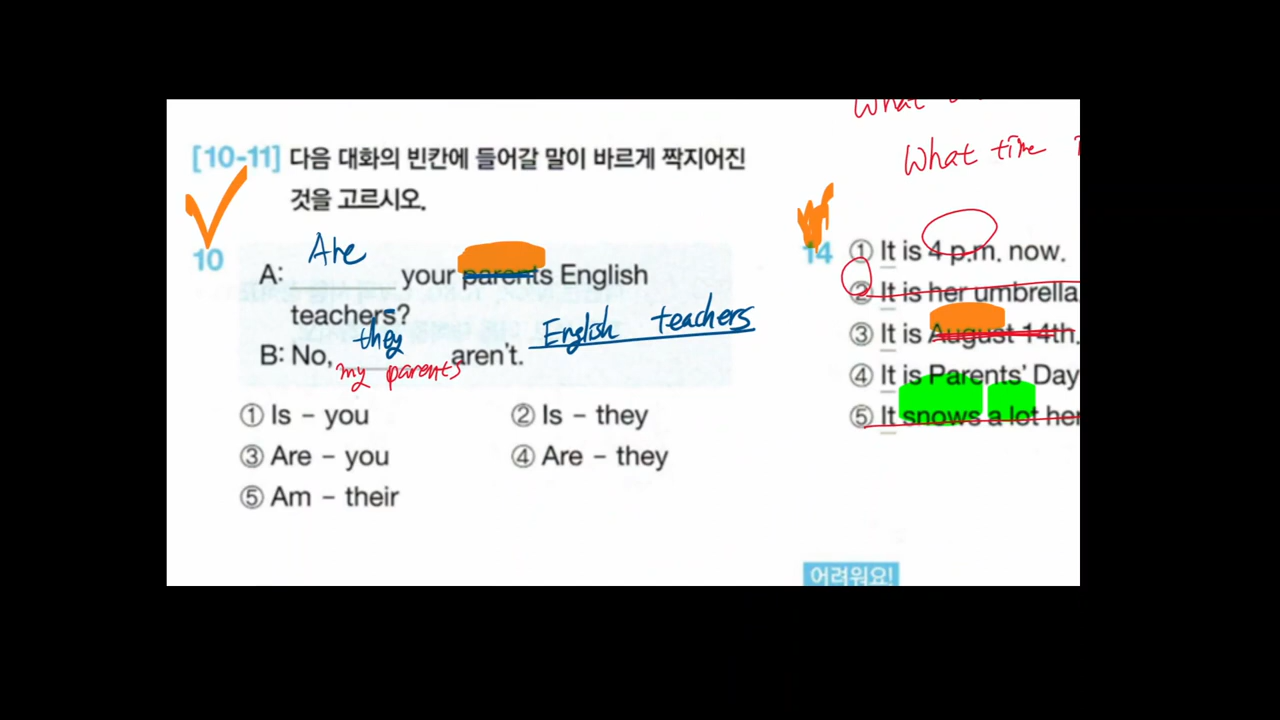 [10-11] 다음 대화의 빈칸에 들어갈 말이 바르게 짝지어진
것을 고르시오.
10
Are
A: ______ your parents English
teachers?
they
English teachers
B: No, ______ aren't.
my parents
① Is – you
② Is – they
③ Are – you
④ Are – they
⑤ Am – their
What time
14
① It is 4 p.m. now.
② It is her umbrella
③ It is August 14th.
④ It is Parents' Day
⑤ It snows a lot her
어려워요!